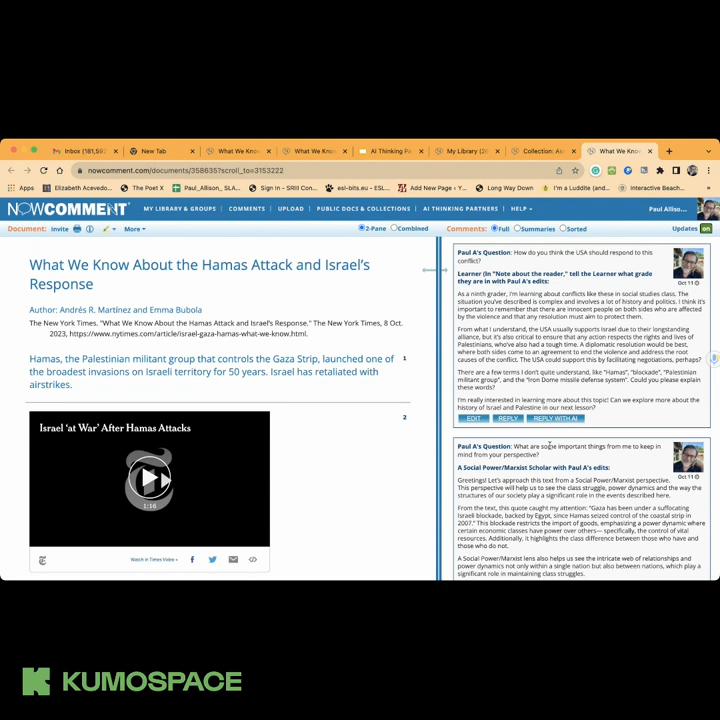 Inbox (181,592
New Tab
What We Know
What We Know
AI Thinking Pa
My Library (2
Collection: A
What We Know
nowcomment.com/documents/358635?scroll_to=3153222
Apps
Elizabeth Acevedo...
The Poet X
Paul_Allison_ SLA...
Sign In – SRIII Con...
esl-bits.eu - ESL...
Add New Page ‹ Y...
Long Way Down
I'm a Luddite (and...
Interactive Beach...
NOWCOMMENT
MY LIBRARY & GROUPS
COMMENTS
UPLOAD
PUBLIC DOCS & COLLECTIONS
AI THINKING PARTNERS
HELP
Paul Alliso...
Document: Invite
More
2-Pane Combined
Comments: Full Summaries Sorted
Updates on
What We Know About the Hamas Attack and Israel's
Response
Author: Andrés R. Martínez and Emma Bubola
The New York Times, "What We Know About the Hamas Attack and Israel's Response." The New York Times, 8 Oct.
2023, https://www.nytimes.com/article/israel-gaza-hamas-what-we-know.html.
Hamas, the Palestinian militant group that controls the Gaza Strip, launched one of
the broadest invasions on Israeli territory for 50 years. Israel has retaliated with
airstrikes.
1
2
Israel 'at War' After Hamas Attacks
1:16
Watch in Times Video »
Paul A's Question: How do you think the USA should respond to this
conflict?
Oct 11
Learner (In "Note about the reader," tell the Learner what grade
they are in with Paul A's edits:
As a ninth grader, I'm learning about conflicts like these in social studies class. The
situation you've described is complex and involves a lot of history and politics. I think it's
important to remember that there are innocent people on both sides who are affected
by the violence and that any resolution must aim to protect them.
From what I understand, the USA usually supports Israel due to their longstanding
alliance, but it's also critical to ensure that any action respects the rights and lives of
Palestinians, who've also had a tough time. A diplomatic resolution would be best,
where both sides come to an agreement to end the violence and address the root
causes of the conflict. The USA could support this by facilitating negotiations, perhaps?
There are a few terms I don't quite understand, like "Hamas", "blockade", "Palestinian
militant group", and the "Iron Dome missile defense system". Could you please explain
these words?
I'm really interested in learning more about this topic! Can we explore more about the
history of Israel and Palestine in our next lesson?
EDIT REPLY REPLY WITH AI
Paul A's Question: What are some important things from me to keep in
mind from your perspective?
Oct 11
A Social Power/Marxist Scholar with Paul A's edits:
Greetings! Let's approach this text from a Social Power/Marxist perspective.
This perspective will help us to see the class struggle, power dynamics and the way the
structures of our society play a significant role in the events described here.
From the text, this quote caught my attention: "Gaza has been under a suffocating
Israeli blockade, backed by Egypt, since Hamas seized control of the coastal strip in
2007." This blockade restricts the import of goods, emphasizing a power dynamic where
certain economic classes have power over others— specifically, the control of vital
resources. Additionally, it highlights the class difference between those who have and
those who do not.
A Social Power/Marxist lens also helps us see the intricate web of relationships and
power dynamics not only within a single nation but also between nations, which play a
significant role in maintaining class struggles.
KUMOSPACE